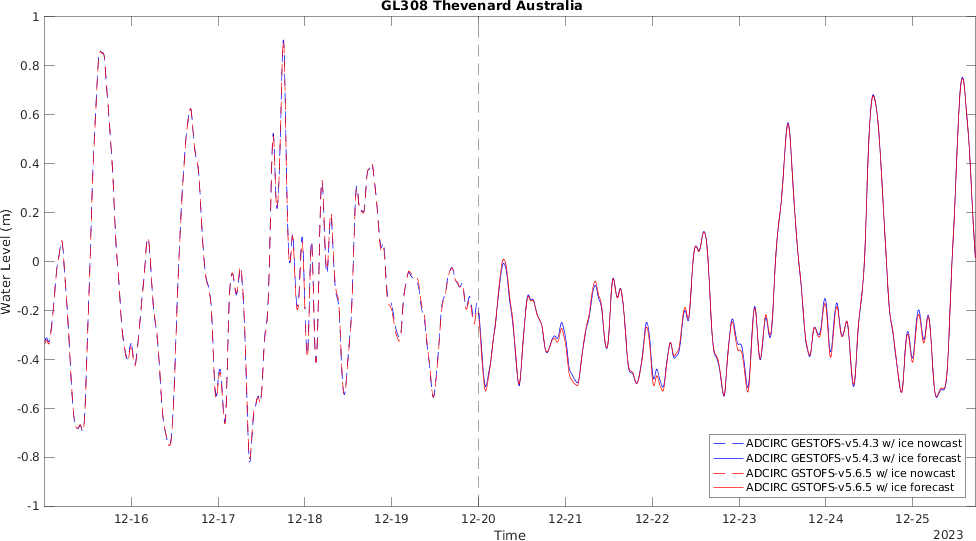 GL308 Thevenard Australia
1
0.8
0.6
0.4
0.2
0
-0.2
-0.4
-0.6
-0.8
-1
Water Level (m)
12-16 12-17 12-18 12-19 12-20 12-21 12-22 12-23 12-24 12-25
Time
2023
ADCIRC GESTOFS-v5.4.3 w/ ice nowcast
ADCIRC GESTOFS-v5.4.3 w/ ice forecast
ADCIRC GSTOFS-v5.6.5 w/ ice nowcast
ADCIRC GSTOFS-v5.6.5 w/ ice forecast